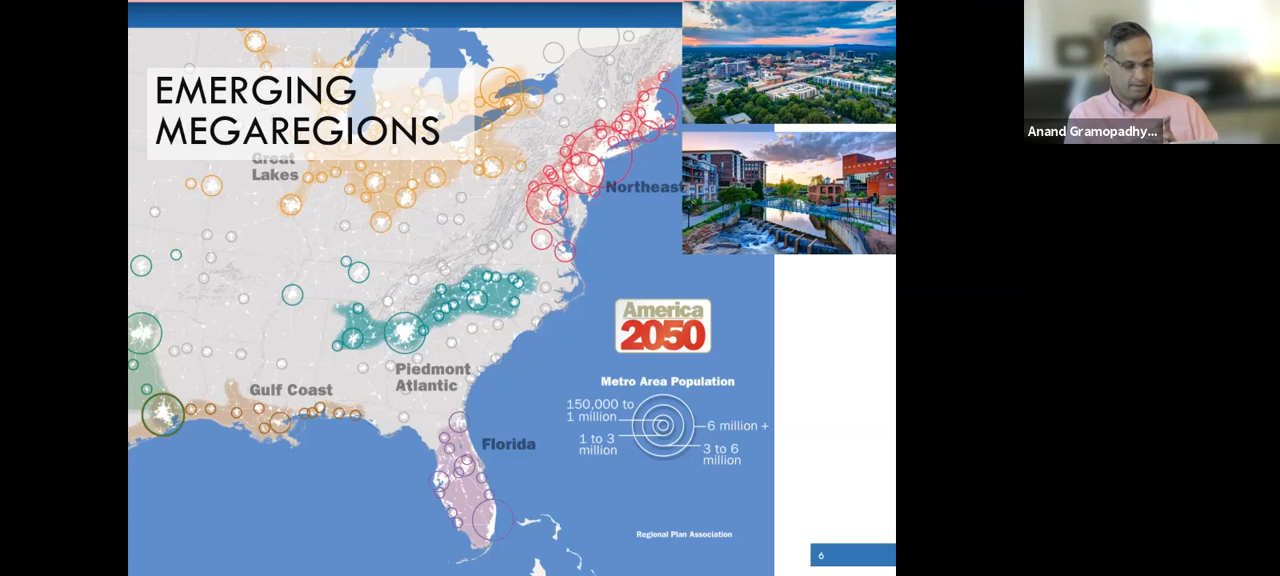 EMERGING
MEGAREGIONS
Great
Lakes
Northeast
America
2050
Piedmont
Atlantic
Gulf Coast
Florida
Metro Area Population
150,000 to
1 million
6 million +
1 to 3
million
3 to 6
million
Regional Plan Association
6
Anand Gramopadhy...